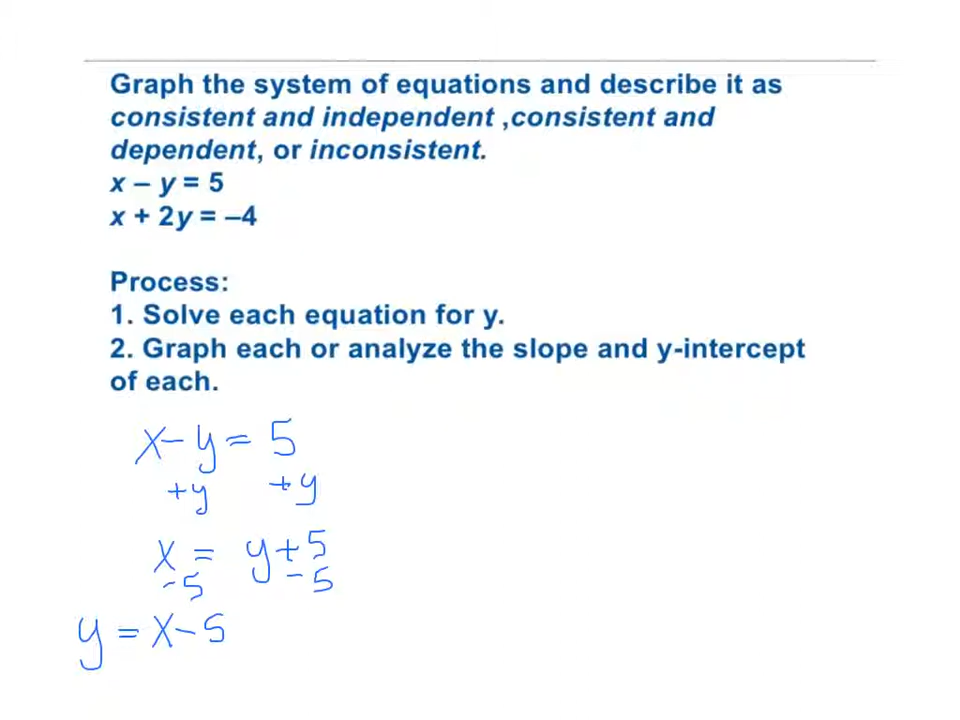 Graph the system of equations and describe it as
consistent and independent ,consistent and
dependent, or inconsistent.
x – y = 5
x + 2y = –4
Process:
1. Solve each equation for y.
2. Graph each or analyze the slope and y-intercept
of each.
x – y = 5
+y +y
x = y + 5
-5 -5
y = x – 5